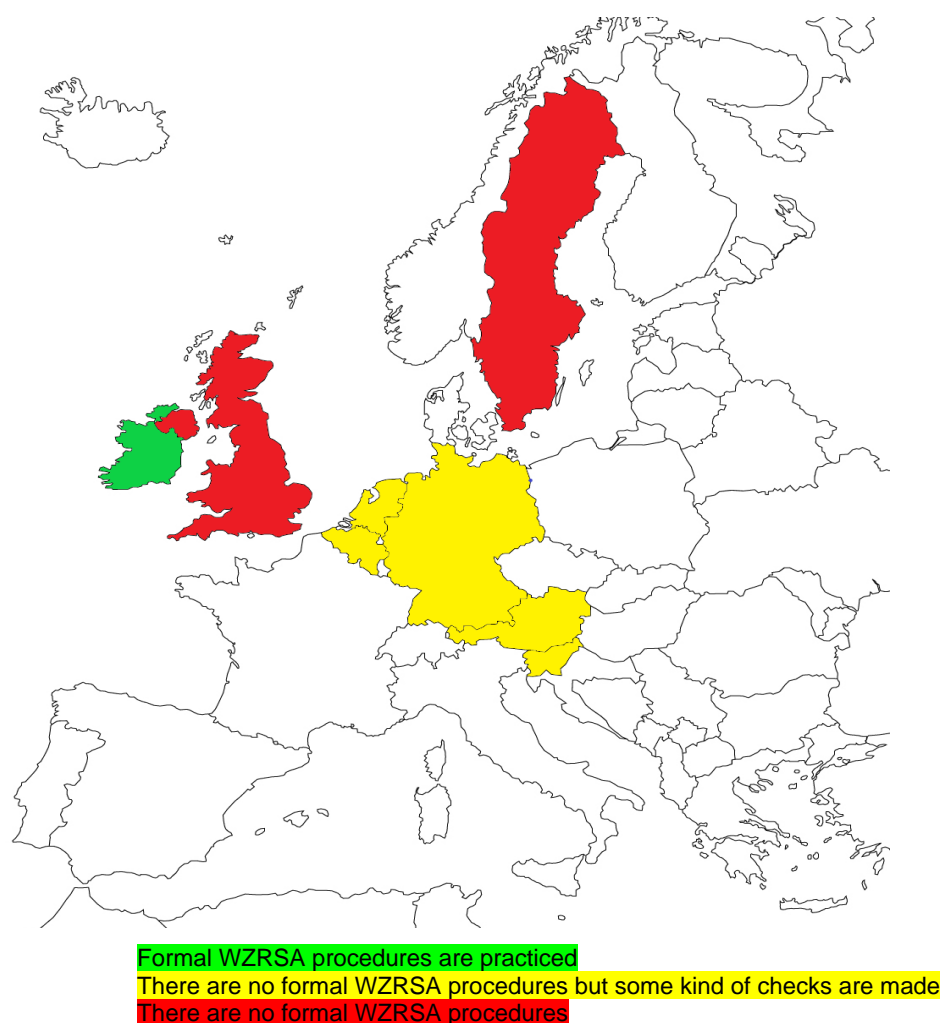 Formal WZRSA procedures are practiced
There are no formal WZRSA procedures but some kind of checks are made
There are no formal WZRSA procedures